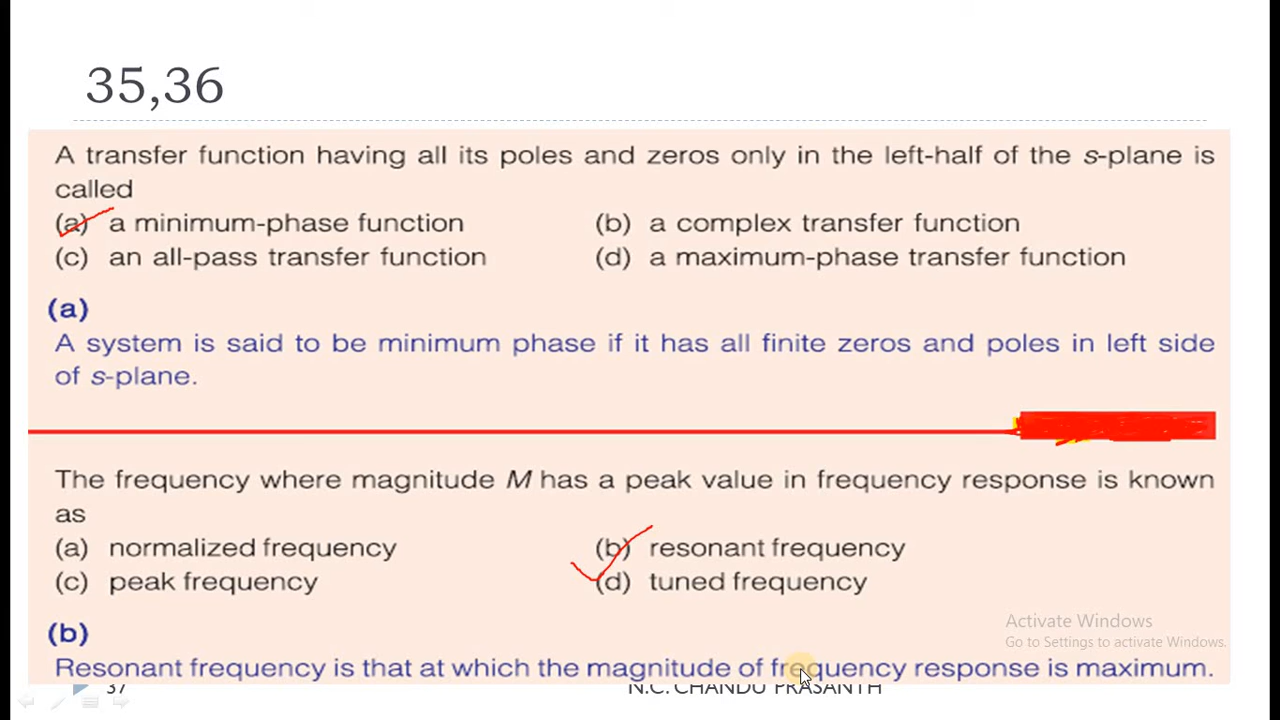 35,36
A transfer function having all its poles and zeros only in the left-half of the s-plane is
called
(a) a minimum-phase function (b) a complex transfer function
(c) an all-pass transfer function (d) a maximum-phase transfer function
(a)
A system is said to be minimum phase if it has all finite zeros and poles in left side
of s-plane.
The frequency where magnitude M has a peak value in frequency response is known
as
(a) normalized frequency (b) resonant frequency
(c) peak frequency (d) tuned frequency
Activate Windows
Go to Settings to activate Windows.
(b)
Resonant frequency is that at which the magnitude of frequency response is maximum.
37 N.C. CHANDU PRASANTH